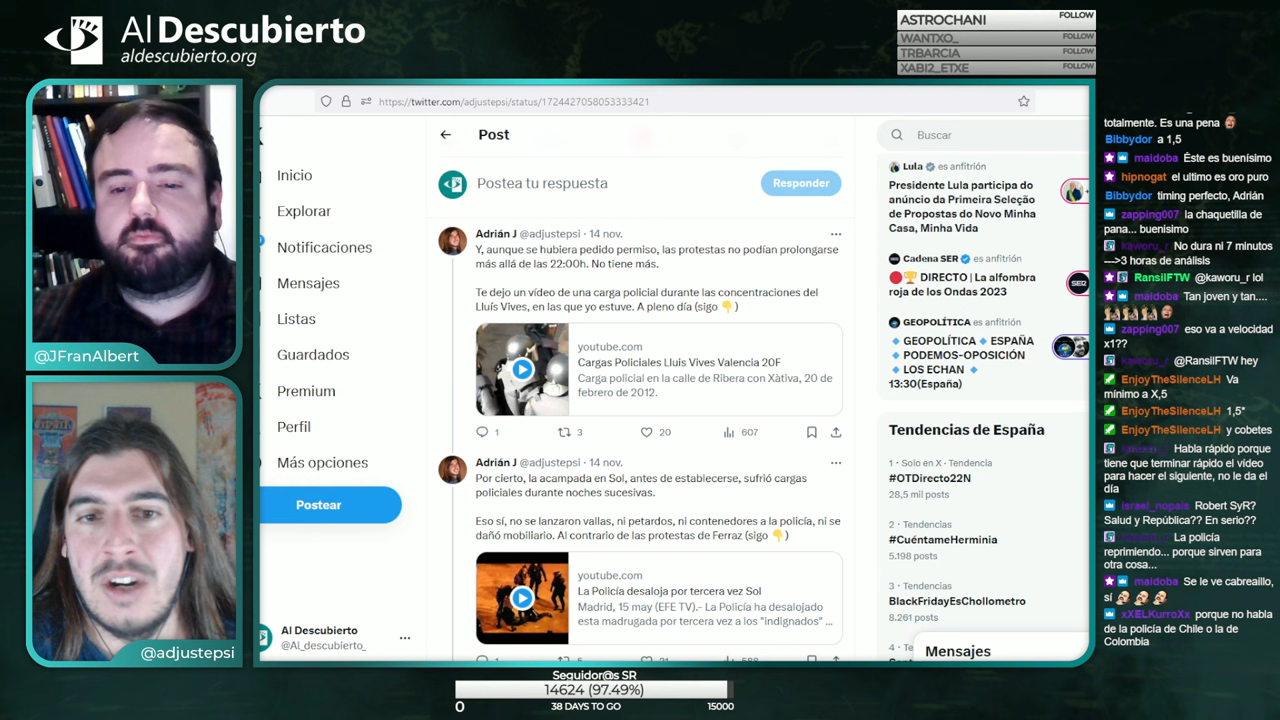 Al Descubierto
aldescubierto.org
ASTROCHANI FOLLOW
WANTXO_ FOLLOW
TRBARCIA FOLLOW
XABI2_ETXE FOLLOW
@JFranAlbert
@adjustepsi
https://twitter.com/adjustepsi/status/1724427058053333421
Inicio
Explorar
Notificaciones
Mensajes
Listas
Guardados
Premium
Perfil
Más opciones
Postear
Al Descubierto
@Al_descubierto_
Post
Postea tu respuesta
Responder
Adrián J @adjustepsi · 14 nov.
Y, aunque se hubiera pedido permiso, las protestas no podían prolongarse
más allá de las 22:00h. No tiene más.
Te dejo un vídeo de una carga policial durante las concentraciones del
Lluís Vives, en las que yo estuve. A pleno día (sigo 👇)
youtube.com
Cargas Policiales Lluis Vives Valencia 20F
Carga policial en la calle de Ribera con Xàtiva, 20 de
febrero de 2012.
1 3 20 607
Adrián J @adjustepsi · 14 nov.
Por cierto, la acampada en Sol, antes de establecerse, sufrió cargas
policiales durante noches sucesivas.
Eso sí, no se lanzaron vallas, ni petardos, ni contenedores a la policía, ni se
dañó mobiliario. Al contrario de las protestas de Ferraz (sigo 👇)
youtube.com
La Policía desaloja por tercera vez Sol
Madrid, 15 may (EFE TV).- La Policía ha desalojado
esta madrugada por tercera vez a los "indignados" ...
Buscar
Lula es anfitrión
Presidente Lula participa do
anúncio da Primeira Seleção
de Propostas do Novo Minha
Casa, Minha Vida
Cadena SER es anfitrión
🔴🏆 DIRECTO | La alfombra
roja de los Ondas 2023
SER
GEOPOLÍTICA es anfitrión
🔹GEOPOLÍTICA🔹ESPAÑA
🔹PODEMOS-OPOSICIÓN
🔹LOS ECHAN🔹
13:30(España)
Tendencias de España
1 · Solo en X · Tendencia
#OTDirecto22N
28,5 mil posts
2 · Tendencias
#CuéntameHerminia
5.198 posts
3 · Tendencias
BlackFridayEsChollometro
8.261 posts
Mensajes
totalmente. Es una pena
Bibbydor a 1,5
maidoba Éste es buenísimo
hipnogat el ultimo es oro puro
Bibbydor timing perfecto, Adrián
zapping007 la chaquetilla de
pana... buenisimo
kaworu_r No dura ni 7 minutos
--->3 horas de análisis
RansilFTW @kaworu_r lol
maidoba Tan joven y tan....
zapping007 eso va a velocidad
x1??
kaworu_r @RansilFTW hey
EnjoyTheSilenceLH Va
mínimo a X,5
EnjoyTheSilenceLH 1,5*
EnjoyTheSilenceLH y cobetes
Habla rápido porque
tiene que terminar rápido el vídeo
para hacer el siguiente, no le da el
día
israel_nopais Robert SyR?
Salud y República?? En serio??
La policía
reprimiendo... porque sirven para
otra cosa...
maidoba Se le ve cabreaillo,
sí
xXELKurroXx porque no habla
de la policía de Chile o la de
Colombia
Seguidor@s SR
14624 (97.49%)
0 38 DAYS TO GO 15000